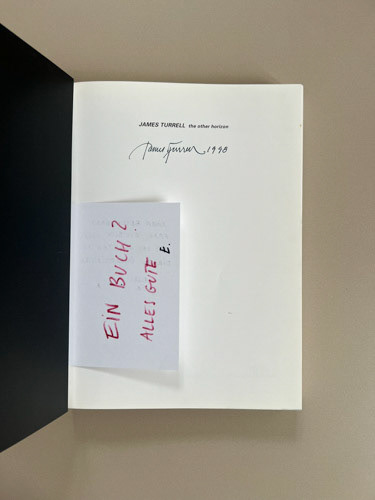 JAMES TURRELL the other horizon
James Turrell 1998
EIN BUCH ?
ALLES GUTE E.